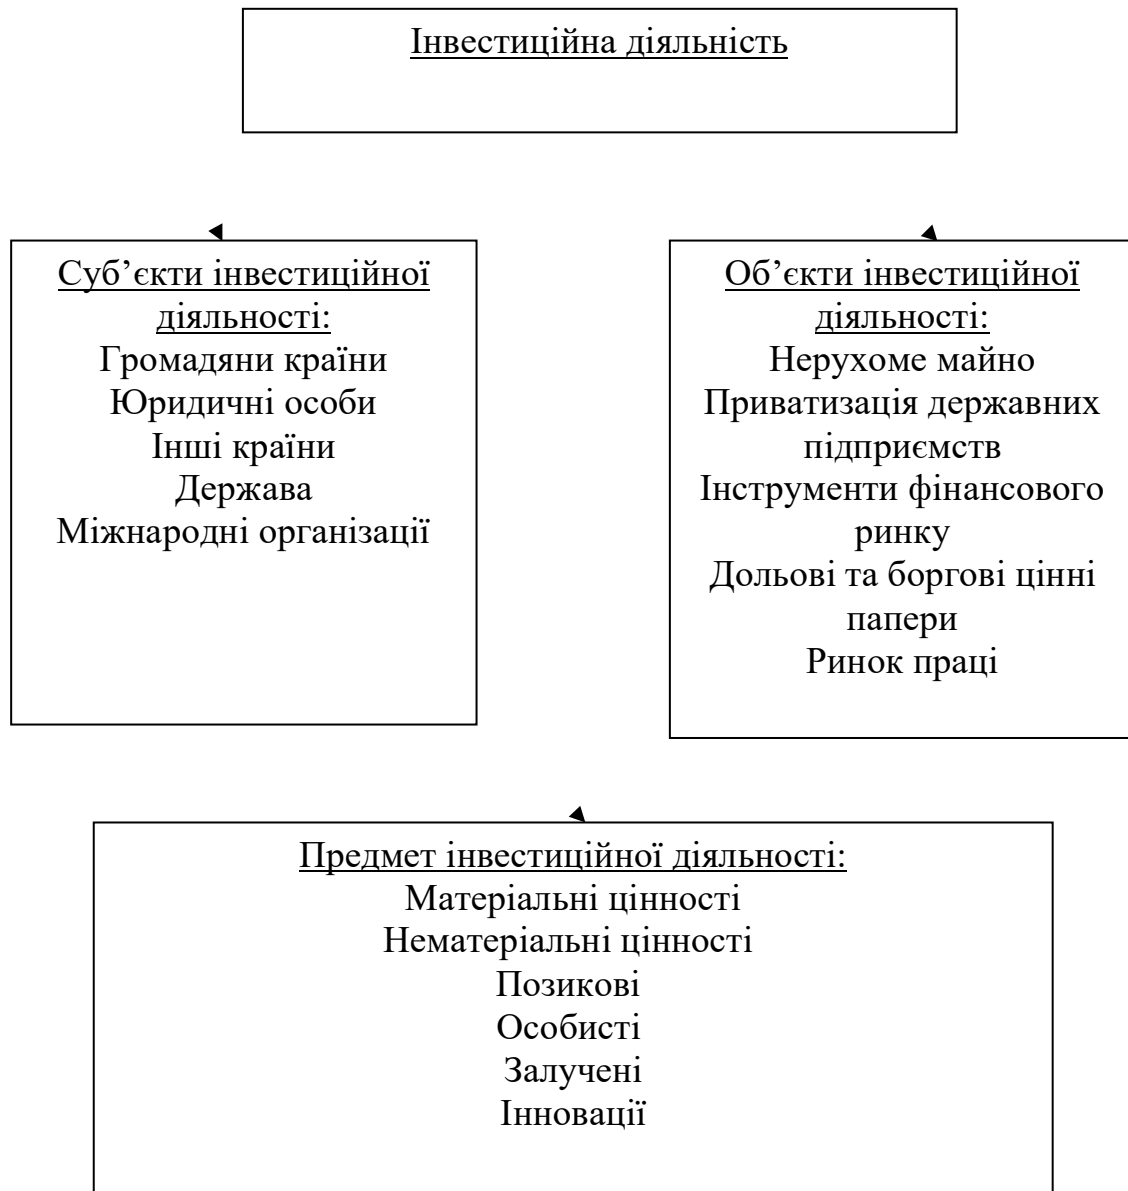 Інвестиційна діяльність
Суб’єкти інвестиційної
діяльності:
Громадяни країни
Юридичні особи
Інші країни
Держава
Міжнародні організації
Об’єкти інвестиційної
діяльності:
Нерухоме майно
Приватизація державних
підприємств
Інструменти фінансового
ринку
Дольові та боргові цінні
папери
Ринок праці
Предмет інвестиційної діяльності:
Матеріальні цінності
Нематеріальні цінності
Позикові
Особисті
Залучені
Інновації